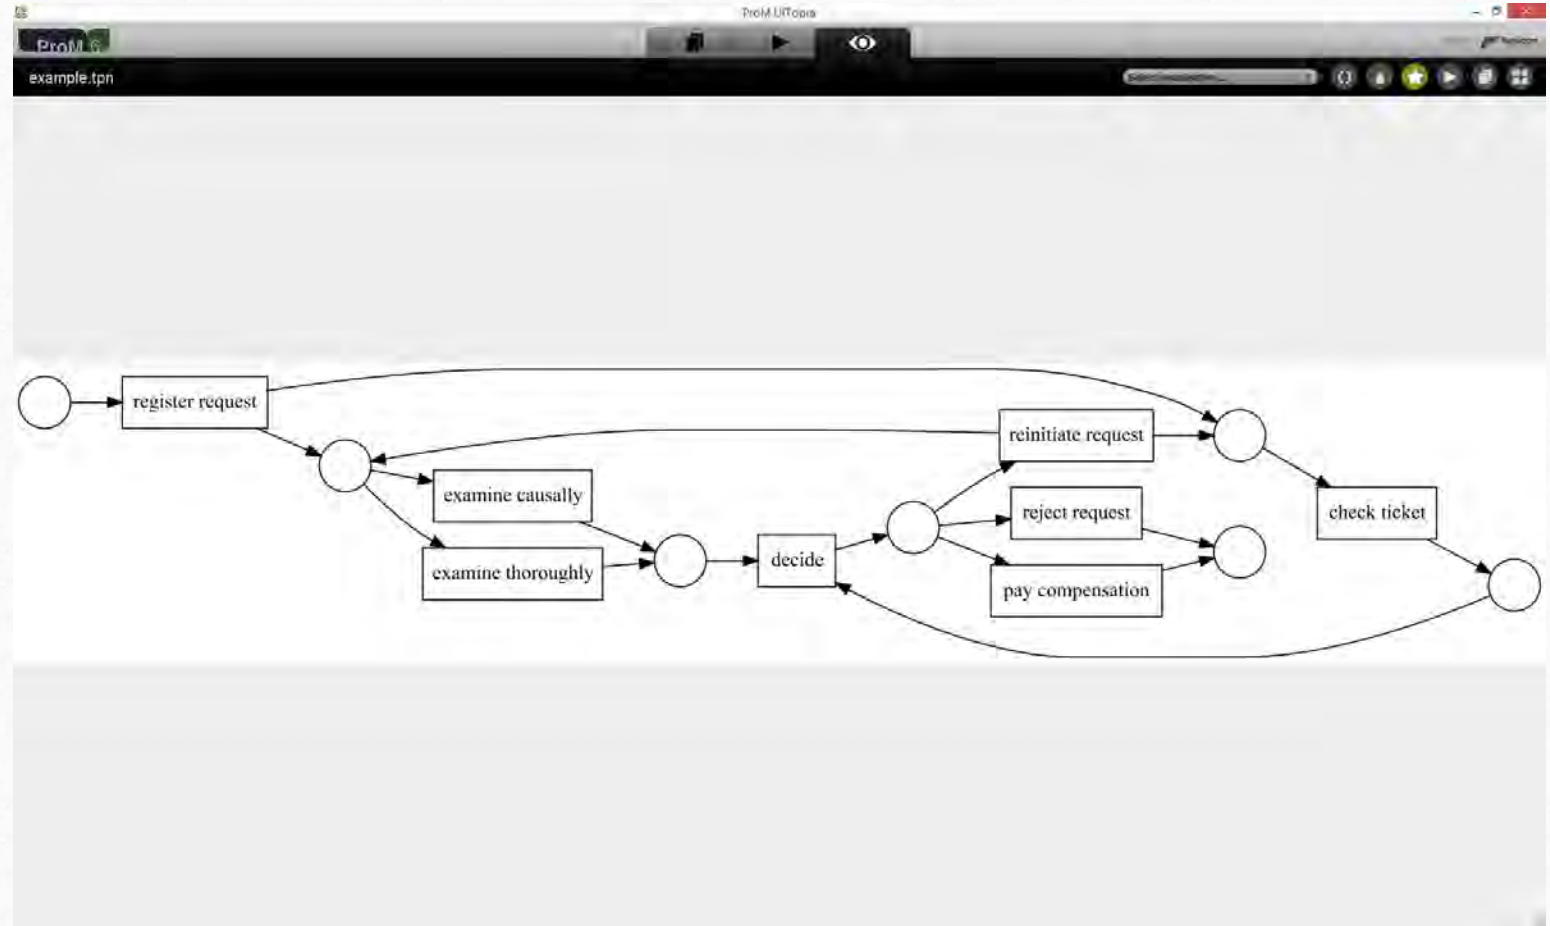 ProM UITopia
ProM 6
example.tpn
register request
reinitiate request
examine causally
reject request
check ticket
decide
examine thoroughly
pay compensation